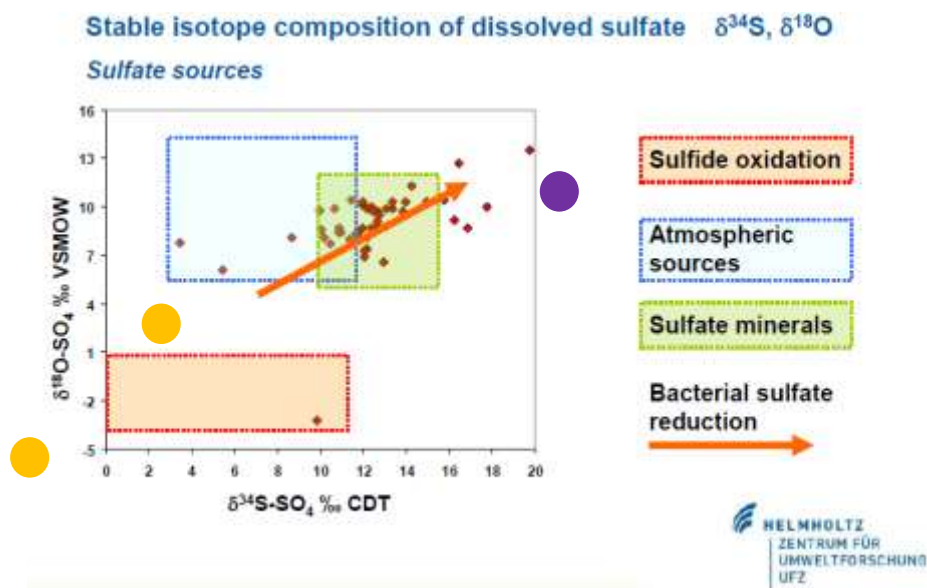 Stable isotope composition of dissolved sulfate δ³⁴S, δ¹⁸O
Sulfate sources
16
13
10
7
4
1
-2
-5
δ¹⁸O-SO₄ ‰ VSMOW
0 2 4 6 8 10 12 14 16 18 20
δ³⁴S-SO₄ ‰ CDT
Sulfide oxidation
Atmospheric
sources
Sulfate minerals
Bacterial sulfate
reduction
HELMHOLTZ
ZENTRUM FÜR
UMWELTFORSCHUNG
UFZ